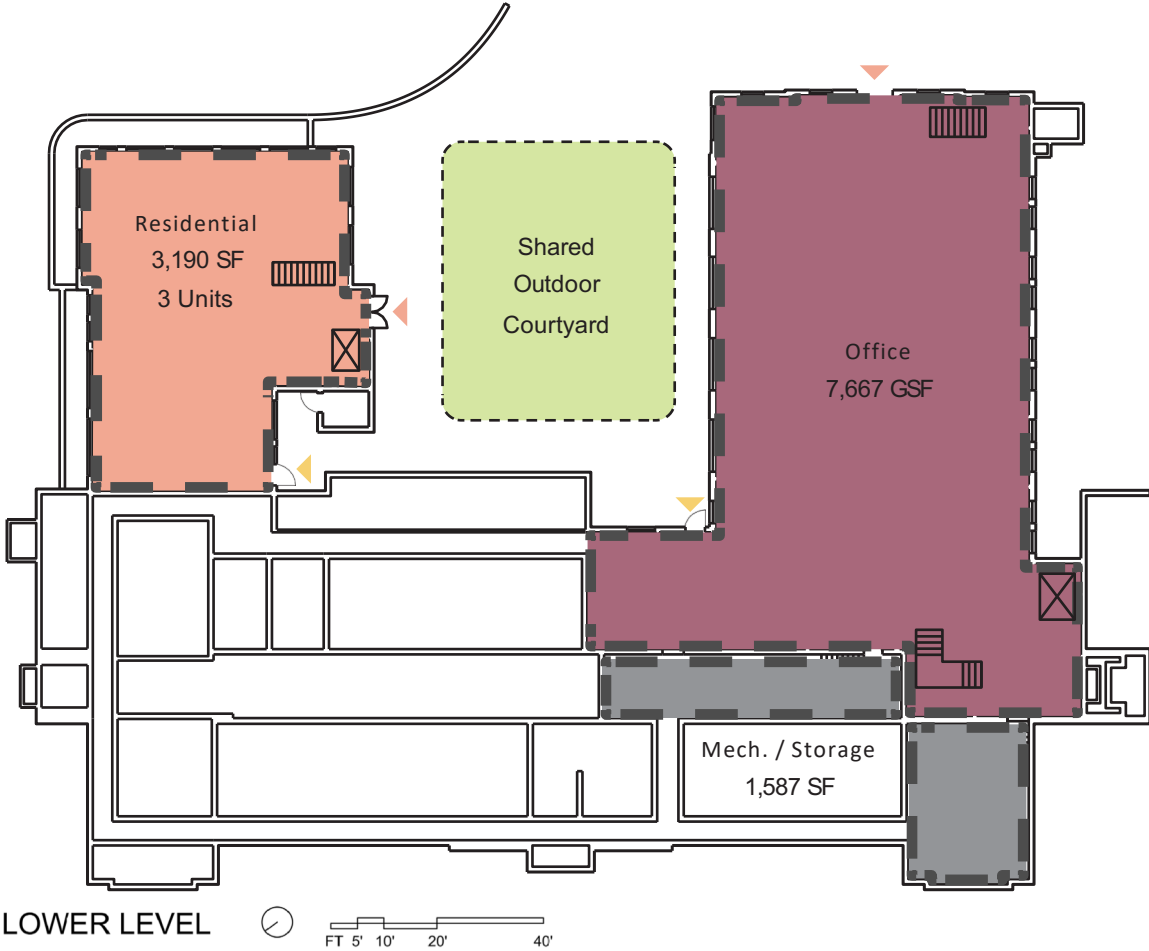 Residential
3,190 SF
3 Units
Shared
Outdoor
Courtyard
Office
7,667 GSF
Mech. / Storage
1,587 SF
LOWER LEVEL
FT 5' 10' 20' 40'